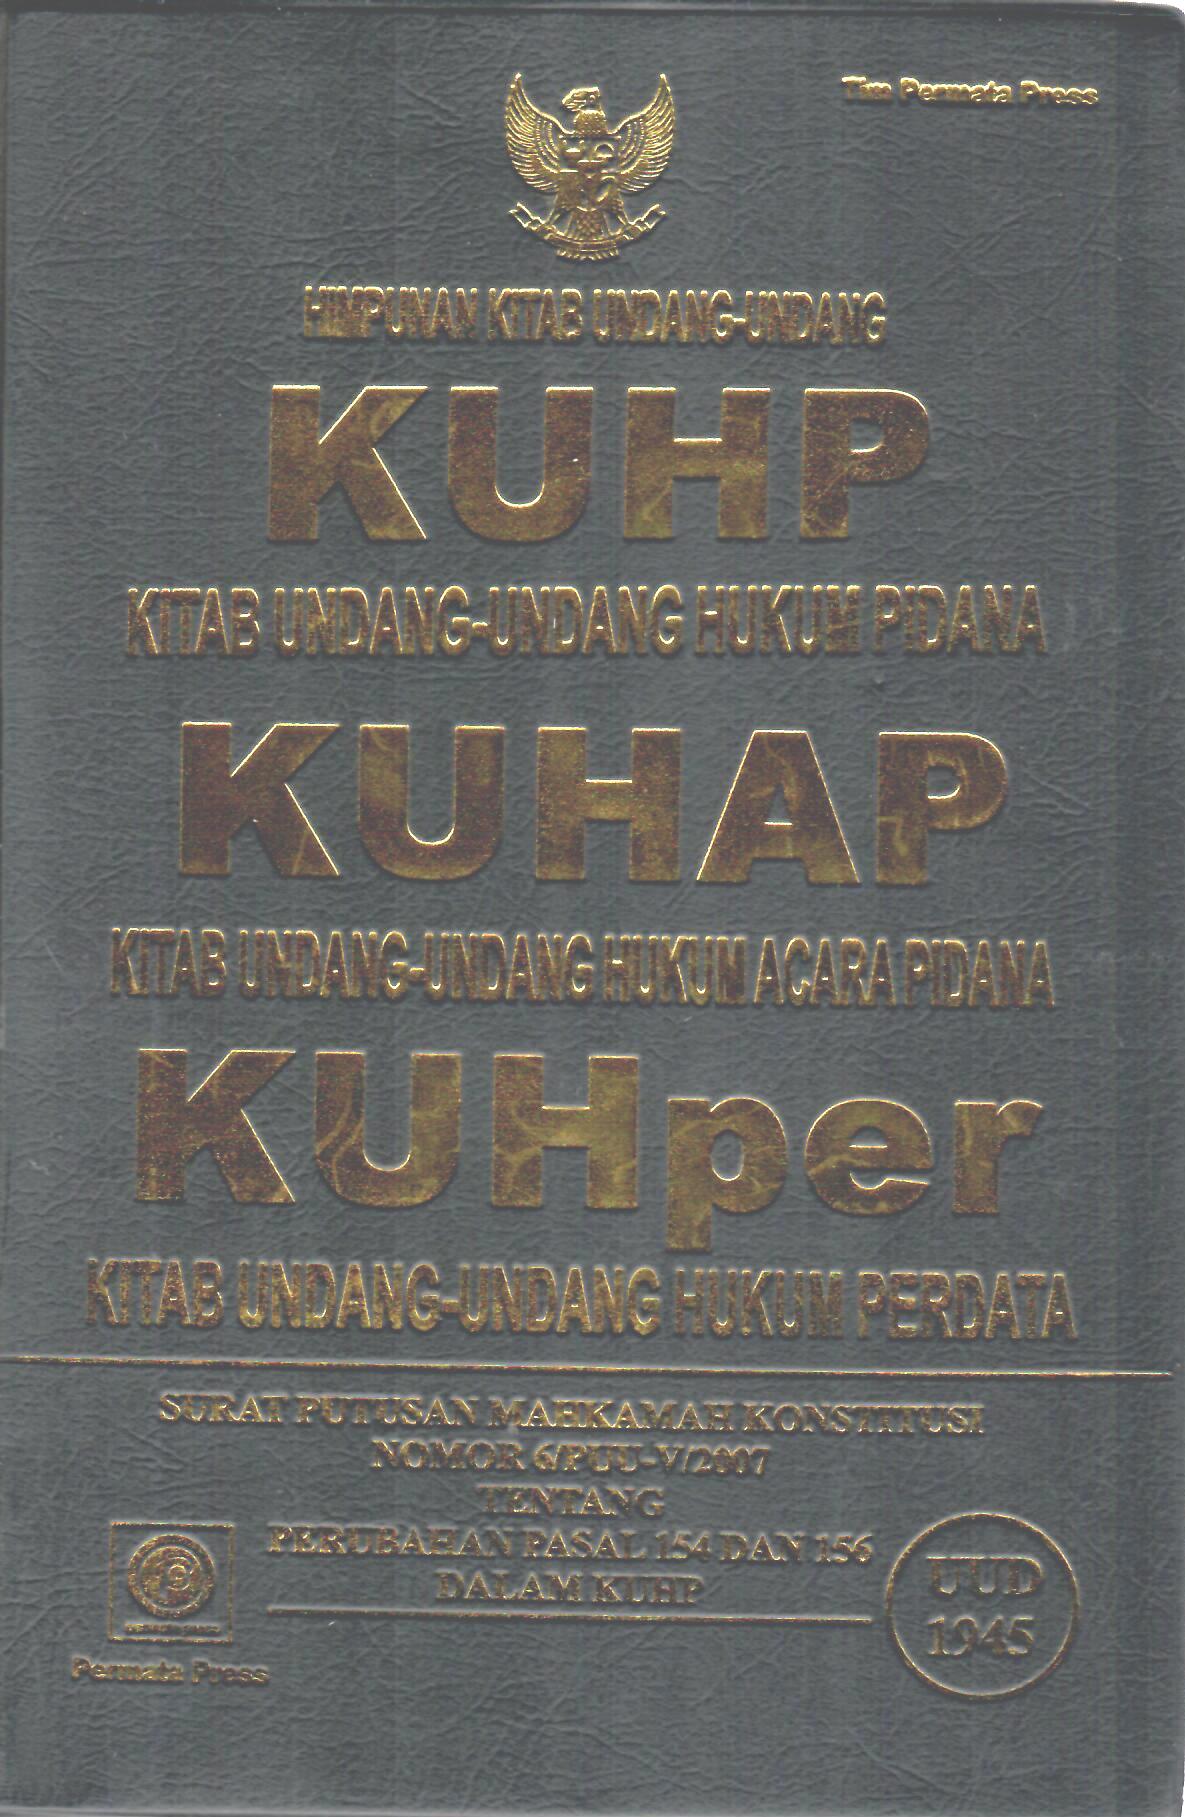 Tim Permata Press
HIMPUNAN KITAB UNDANG-UNDANG
KUHP
KITAB UNDANG-UNDANG HUKUM PIDANA
KUHAP
KITAB UNDANG-UNDANG HUKUM ACARA PIDANA
KUHper
KITAB UNDANG-UNDANG HUKUM PERDATA
SURAT PUTUSAN MAHKAMAH KONSTITUSI
NOMOR 6/PUU-V/2007
TENTANG
PERUBAHAN PASAL 154 DAN 156
DALAM KUHP
UUD
1945
Permata Press